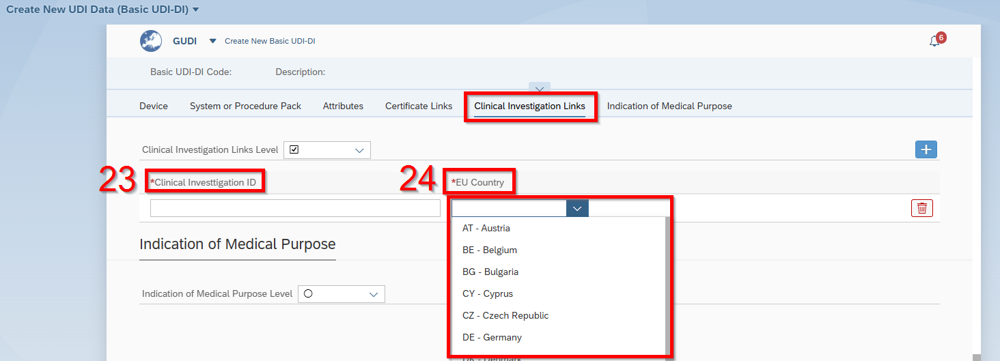 Create New UDI Data (Basic UDI-DI)
GUDI Create New Basic UDI-DI 6
Basic UDI-DI Code: Description:
Device System or Procedure Pack Attributes Certificate Links Clinical Investigation Links Indication of Medical Purpose
Clinical Investigation Links Level
23 *Clinical Investtigation ID 24 *EU Country
AT - Austria
BE - Belgium
Indication of Medical Purpose
BG - Bulgaria
Indication of Medical Purpose Level
CY - Cyprus
CZ - Czech Republic
DE - Germany
DK - Denmark